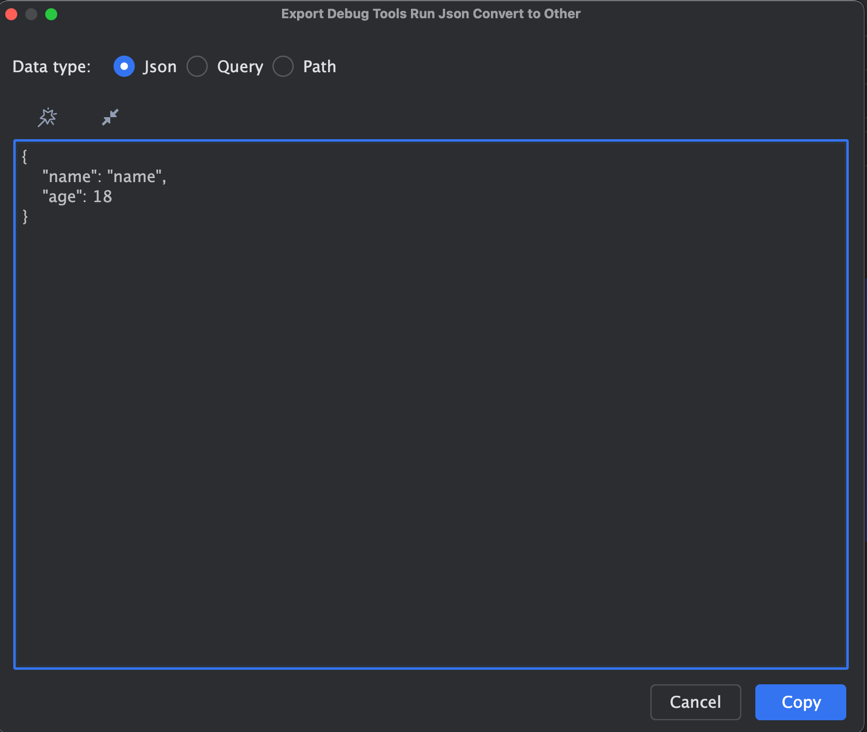 Export Debug Tools Run Json Convert to Other
Data type: Json Query Path
{
    "name": "name",
    "age": 18
}
Cancel Copy